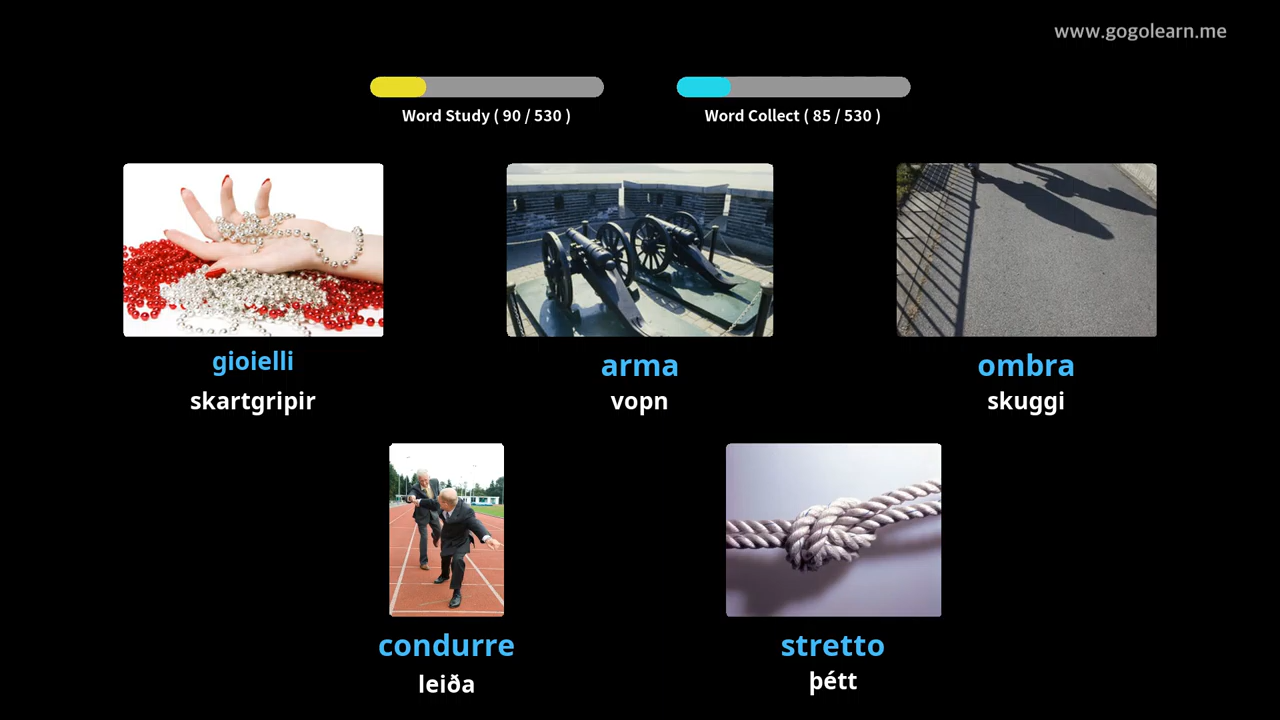 www.gogolearn.me
Word Study ( 90 / 530 )
Word Collect ( 85 / 530 )
gioielli
skartgripir
arma
vopn
ombra
skuggi
condurre
leiða
stretto
þétt